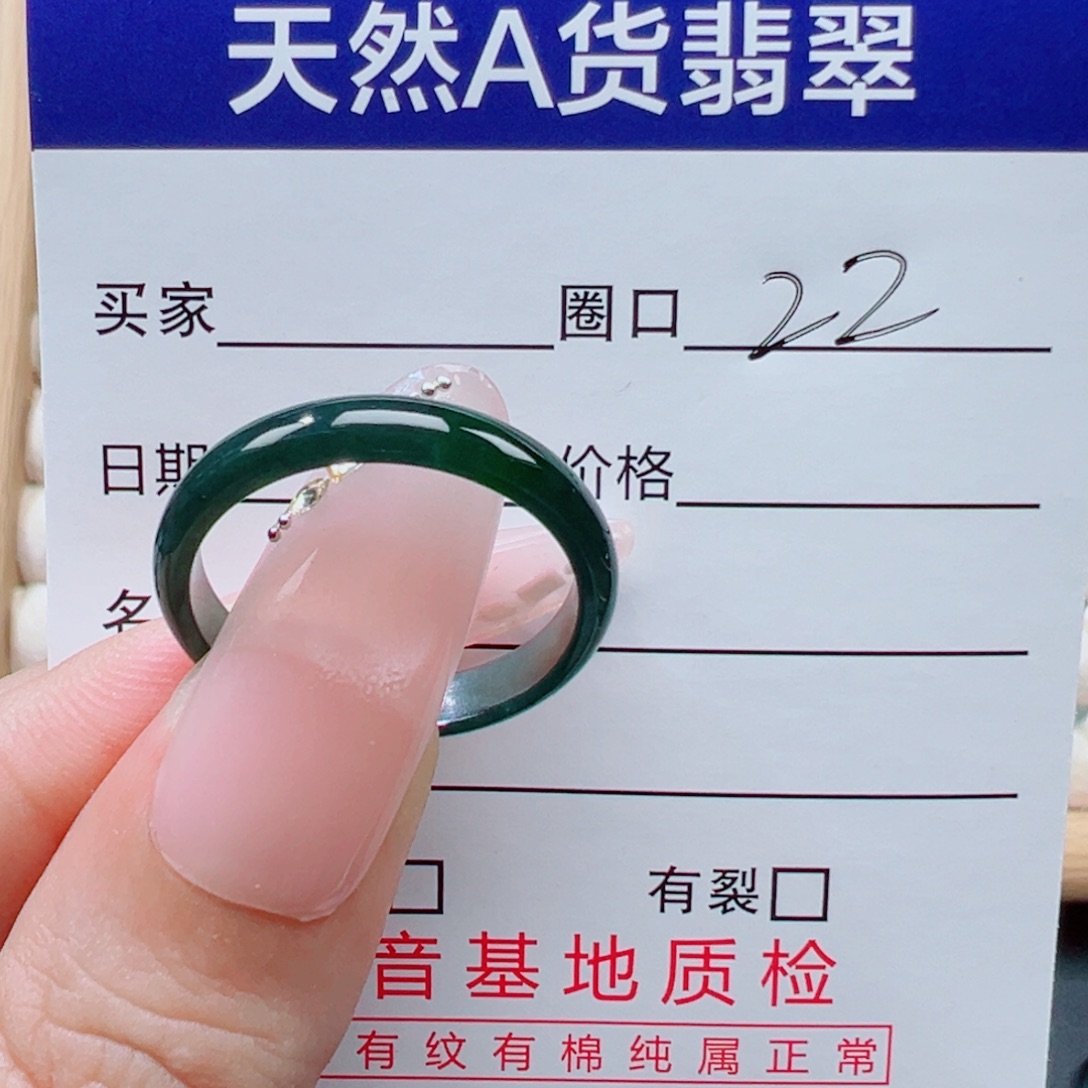 天然A货翡翠
买家 圈口 22
日期 价格
名
有裂
音基地质检
有纹有棉纯属正常